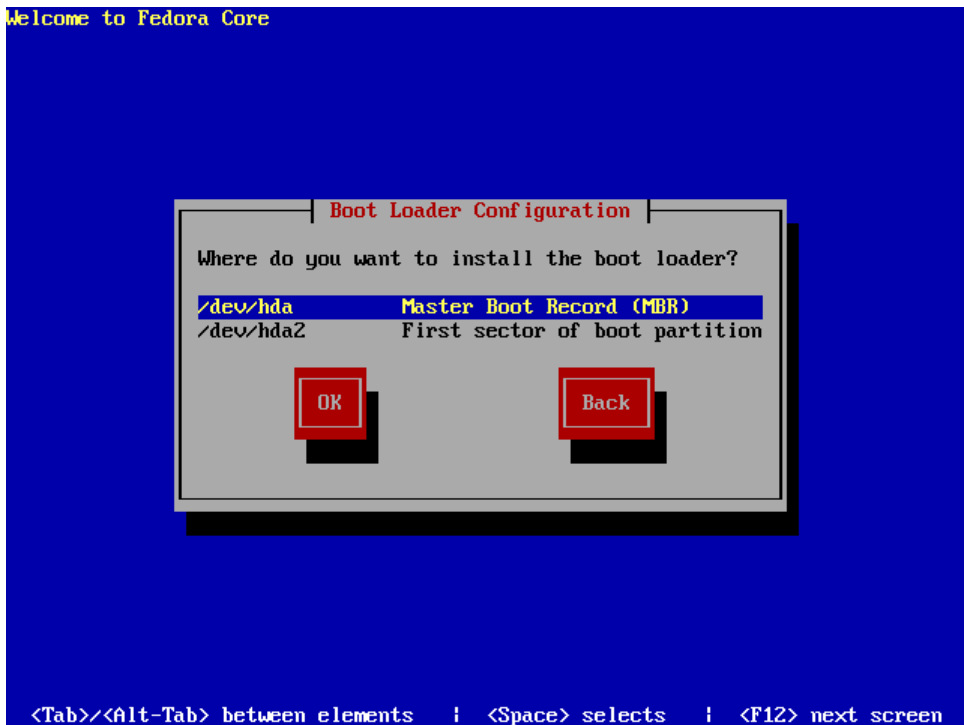 Welcome to Fedora Core
Boot Loader Configuration
Where do you want to install the boot loader?
/dev/hda Master Boot Record (MBR)
/dev/hda2 First sector of boot partition
OK Back
<Tab>/<Alt-Tab> between elements | <Space> selects | <F12> next screen